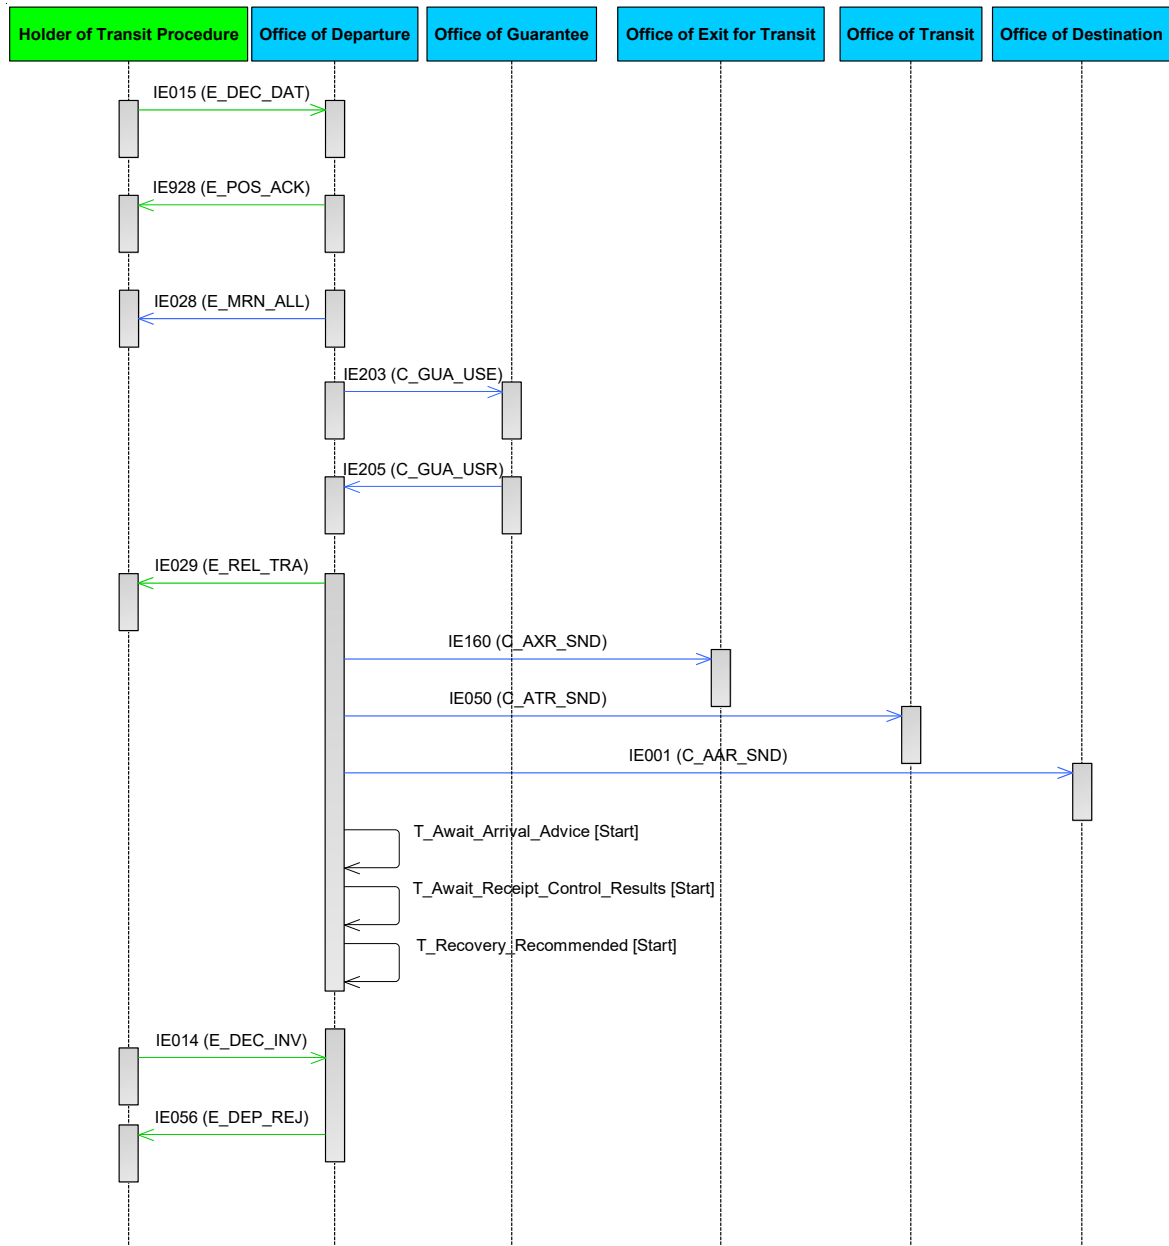 Holder of Transit Procedure
Office of Departure
Office of Guarantee
Office of Exit for Transit
Office of Transit
Office of Destination
IE015 (E_DEC_DAT)
IE928 (E_POS_ACK)
IE028 (E_MRN_ALL)
IE203 (C_GUA_USE)
IE205 (C_GUA_USR)
IE029 (E_REL_TRA)
IE160 (C_AXR_SND)
IE050 (C_ATR_SND)
IE001 (C_AAR_SND)
T_Await_Arrival_Advice [Start]
T_Await_Receipt_Control_Results [Start]
T_Recovery_Recommended [Start]
IE014 (E_DEC_INV)
IE056 (E_DEP_REJ)